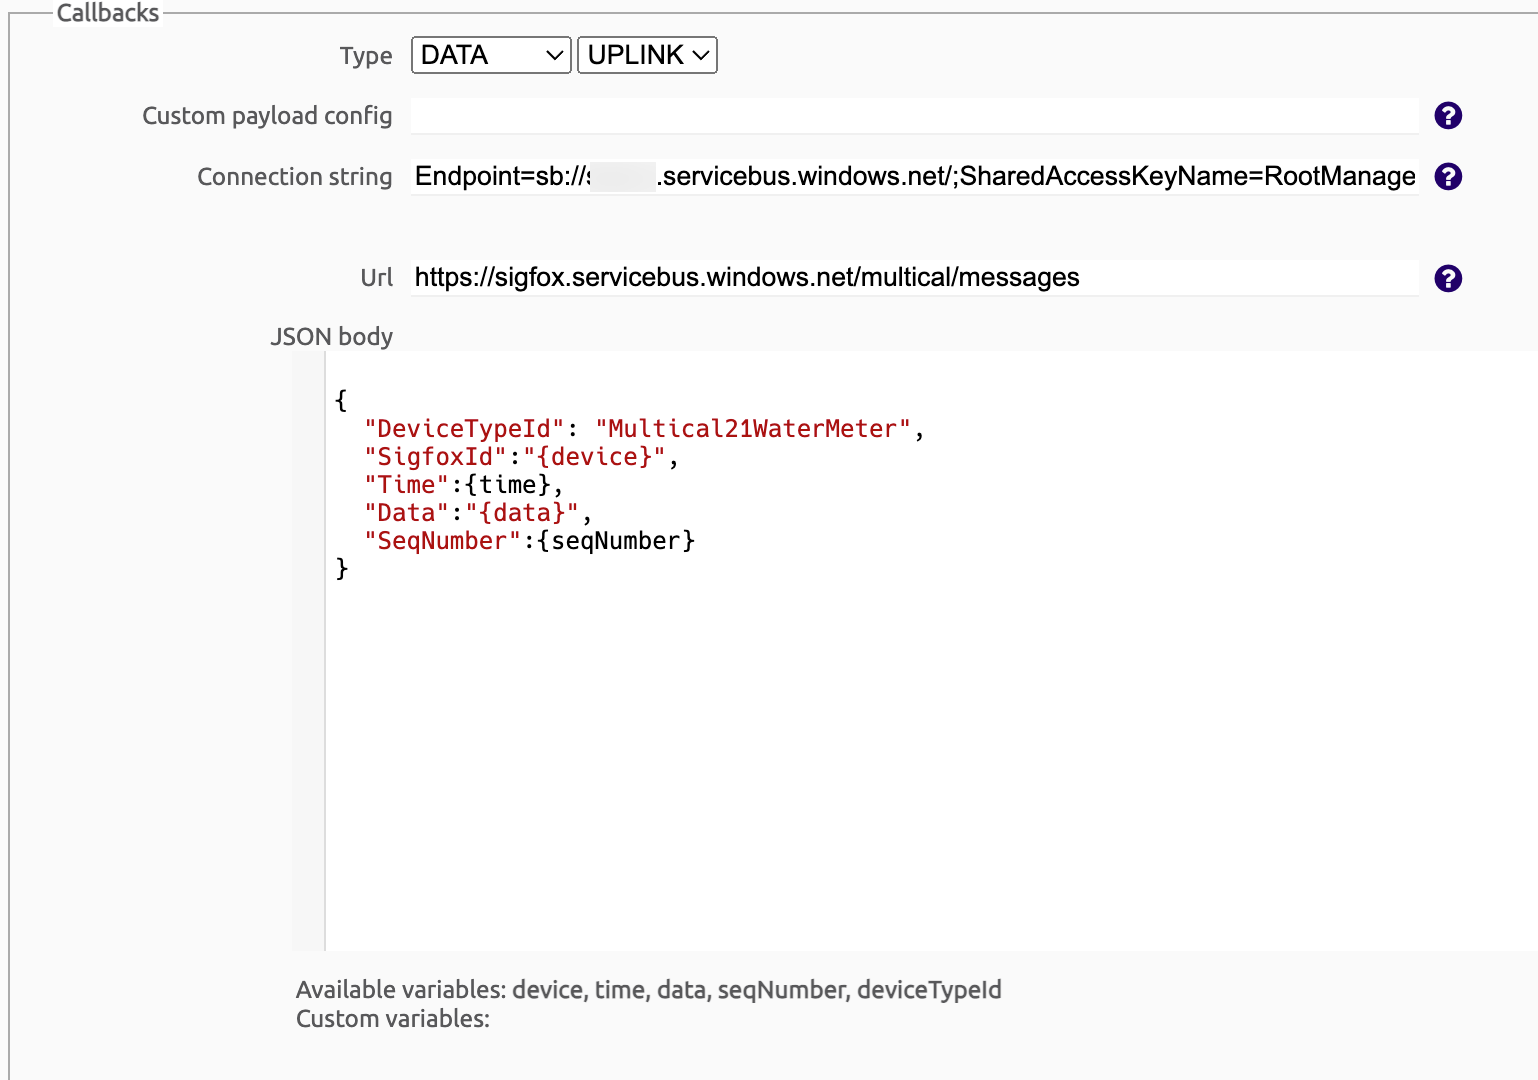 Callbacks
Type DATA UPLINK
Custom payload config ?
Connection string Endpoint=sb:// .servicebus.windows.net/;SharedAccessKeyName=RootManage ?
Url https://sigfox.servicebus.windows.net/multical/messages ?
JSON body
{
"DeviceTypeId": "Multical21WaterMeter",
"SigfoxId":"{device}",
"Time":{time},
"Data":"{data}",
"SeqNumber":{seqNumber}
}
Available variables: device, time, data, seqNumber, deviceTypeId
Custom variables: